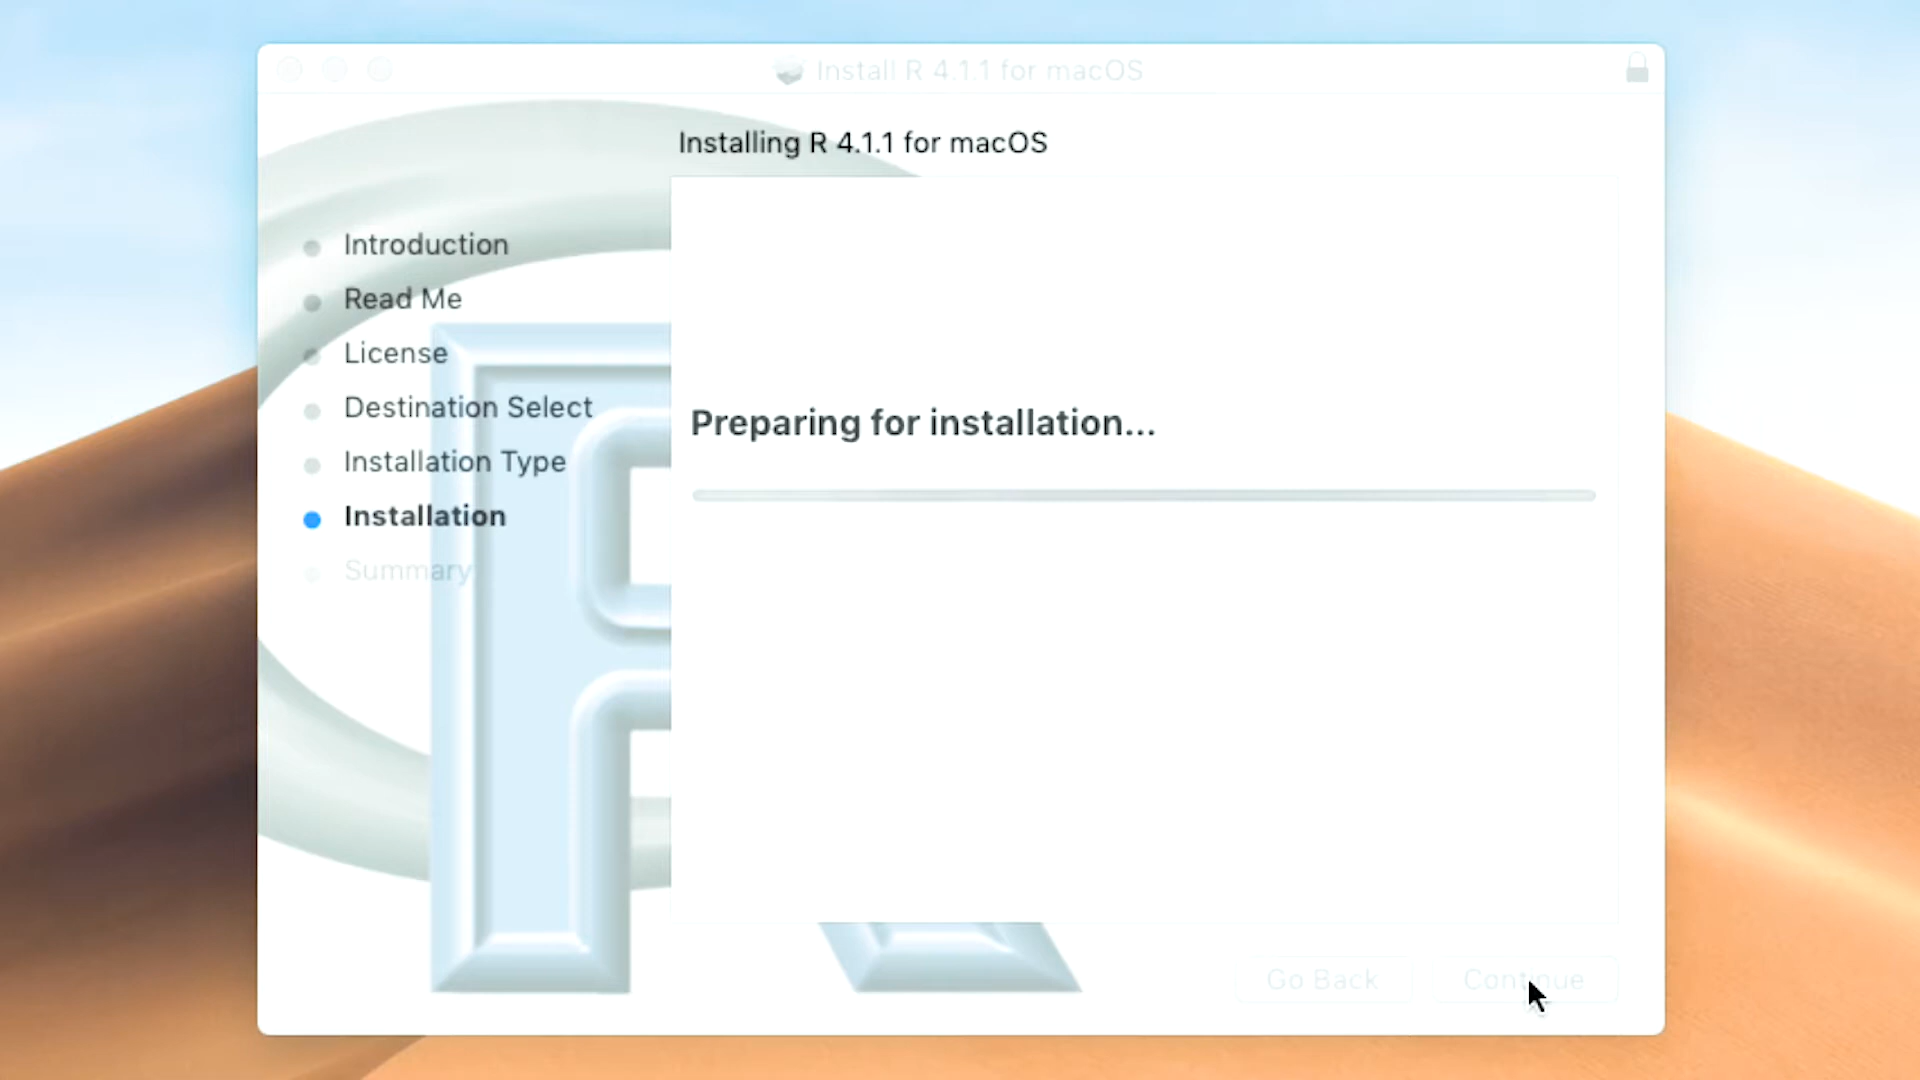 Install R 4.1.1 for macOS
Installing R 4.1.1 for macOS
Introduction
Read Me
License
Destination Select
Installation Type
Installation
Summary
Preparing for installation...
Go Back
Continue